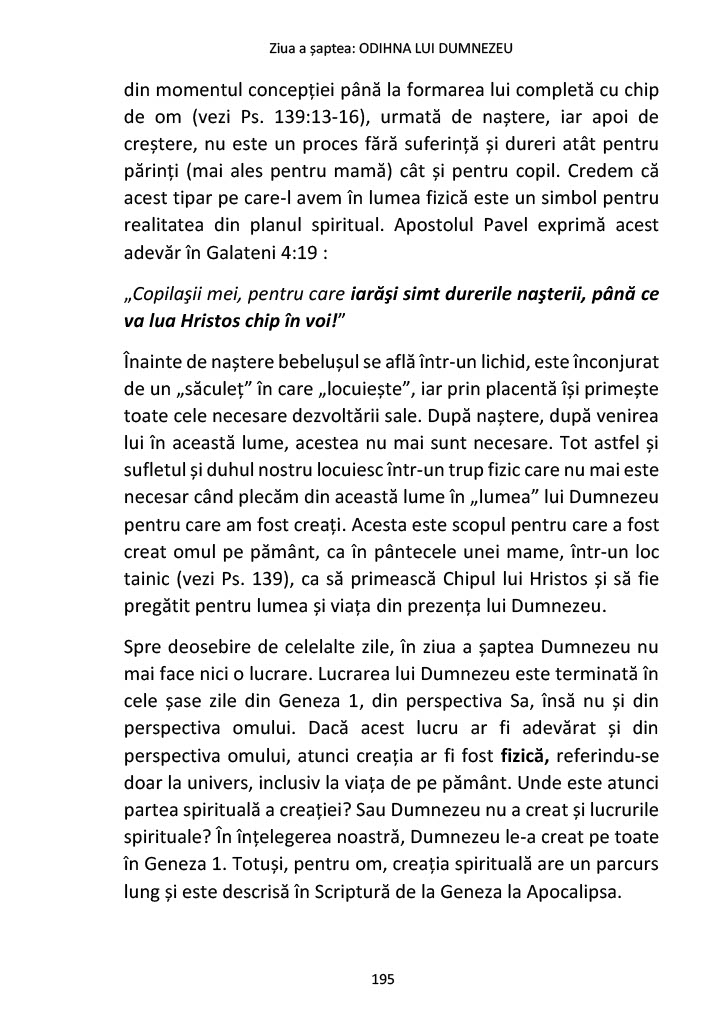 Ziua a șaptea: ODIHNA LUI DUMNEZEU
din momentul concepției până la formarea lui completă cu chip
de om (vezi Ps. 139:13-16), urmată de naștere, iar apoi de
creștere, nu este un proces fără suferință și dureri atât pentru
părinți (mai ales pentru mamă) cât și pentru copil. Credem că
acest tipar pe care-l avem în lumea fizică este un simbol pentru
realitatea din planul spiritual. Apostolul Pavel exprimă acest
adevăr în Galateni 4:19 :
„Copilaşii mei, pentru care iarăşi simt durerile naşterii, până ce
va lua Hristos chip în voi!”
Înainte de naștere bebelușul se află într-un lichid, este înconjurat
de un „săculeț” în care „locuiește”, iar prin placentă își primește
toate cele necesare dezvoltării sale. După naștere, după venirea
lui în această lume, acestea nu mai sunt necesare. Tot astfel și
sufletul și duhul nostru locuiesc într-un trup fizic care nu mai este
necesar când plecăm din această lume în „lumea” lui Dumnezeu
pentru care am fost creați. Acesta este scopul pentru care a fost
creat omul pe pământ, ca în pântecele unei mame, într-un loc
tainic (vezi Ps. 139), ca să primească Chipul lui Hristos și să fie
pregătit pentru lumea și viața din prezența lui Dumnezeu.
Spre deosebire de celelalte zile, în ziua a șaptea Dumnezeu nu
mai face nici o lucrare. Lucrarea lui Dumnezeu este terminată în
cele șase zile din Geneza 1, din perspectiva Sa, însă nu și din
perspectiva omului. Dacă acest lucru ar fi adevărat și din
perspectiva omului, atunci creația ar fi fost fizică, referindu-se
doar la univers, inclusiv la viața de pe pământ. Unde este atunci
partea spirituală a creației? Sau Dumnezeu nu a creat și lucrurile
spirituale? În înțelegerea noastră, Dumnezeu le-a creat pe toate
în Geneza 1. Totuși, pentru om, creația spirituală are un parcurs
lung și este descrisă în Scriptură de la Geneza la Apocalipsa.
195